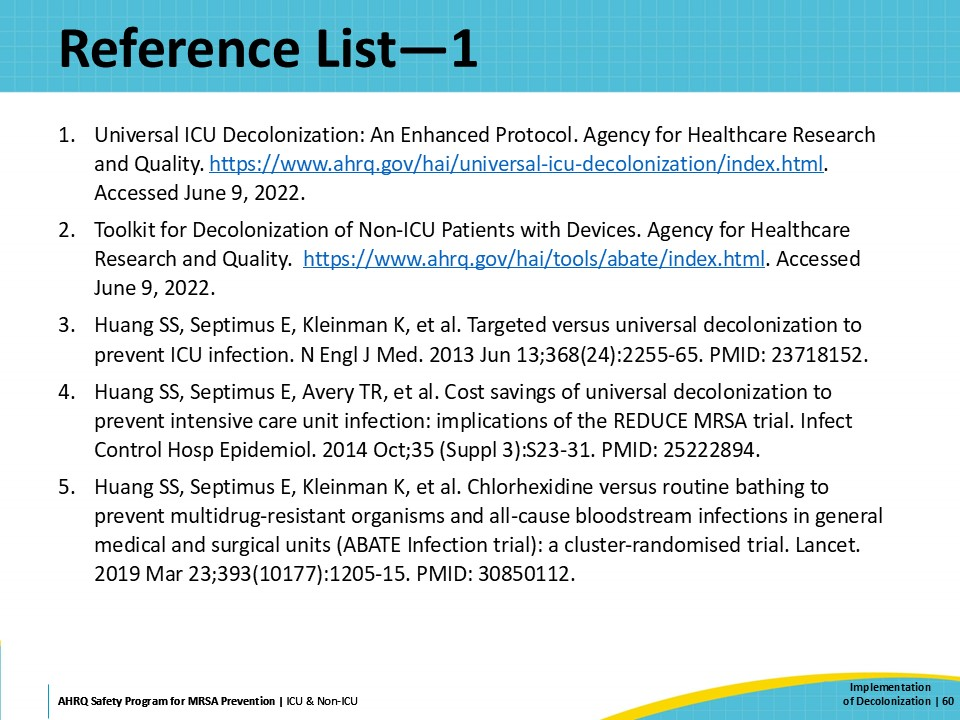 Reference List—1
1. Universal ICU Decolonization: An Enhanced Protocol. Agency for Healthcare Research
and Quality. https://www.ahrq.gov/hai/universal-icu-decolonization/index.html.
Accessed June 9, 2022.
2. Toolkit for Decolonization of Non-ICU Patients with Devices. Agency for Healthcare
Research and Quality.  https://www.ahrq.gov/hai/tools/abate/index.html. Accessed
June 9, 2022.
3. Huang SS, Septimus E, Kleinman K, et al. Targeted versus universal decolonization to
prevent ICU infection. N Engl J Med. 2013 Jun 13;368(24):2255-65. PMID: 23718152.
4. Huang SS, Septimus E, Avery TR, et al. Cost savings of universal decolonization to
prevent intensive care unit infection: implications of the REDUCE MRSA trial. Infect
Control Hosp Epidemiol. 2014 Oct;35 (Suppl 3):S23-31. PMID: 25222894.
5. Huang SS, Septimus E, Kleinman K, et al. Chlorhexidine versus routine bathing to
prevent multidrug-resistant organisms and all-cause bloodstream infections in general
medical and surgical units (ABATE Infection trial): a cluster-randomised trial. Lancet.
2019 Mar 23;393(10177):1205-15. PMID: 30850112.
AHRQ Safety Program for MRSA Prevention | ICU & Non-ICU
Implementation
of Decolonization | 60